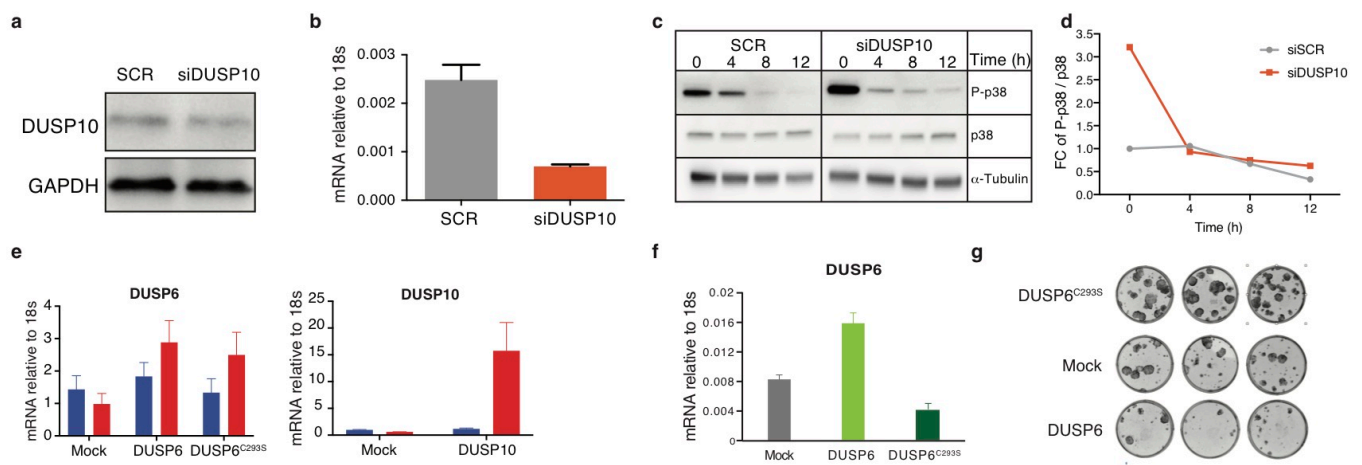 a
SCR siDUSP10
DUSP10
GAPDH
b
mRNA relative to 18s
0.003
0.002
0.001
0.000
SCR siDUSP10
c
SCR siDUSP10
0 4 8 12 0 4 8 12 Time (h)
P-p38
p38
α-Tubulin
d
FC of P-p38 / p38
3.5
3.0
2.5
2.0
1.5
1.0
0.5
0.0
0 4 8 12
Time (h)
siSCR
siDUSP10
e
DUSP6
mRNA relative to 18s
4
3
2
1
0
Mock DUSP6 DUSP6C293S
DUSP10
mRNA relative to 18s
25
20
15
10
25
0
Mock DUSP10
f
DUSP6
mRNA relative to 18s
0.02
0.016
0.012
0.008
0.004
0
Mock DUSP6 DUSP6C293S
g
DUSP6C293S
Mock
DUSP6